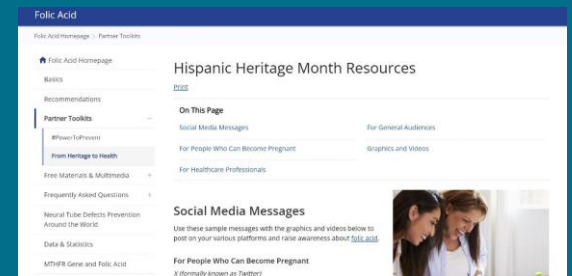 Folic Acid
Folic Acid Homepage > Partner Toolkits
Folic Acid Homepage
Basics
Recommendations
Partner Toolkits −
#PowerToPrevent
From Heritage to Health
Free Materials & Multimedia +
Frequently Asked Questions +
Neural Tube Defects Prevention
Around the World
Data & Statistics
MTHFR Gene and Folic Acid
Hispanic Heritage Month Resources
Print
On This Page
Social Media Messages
For General Audiences
For People Who Can Become Pregnant
Graphics and Videos
For Healthcare Professionals
Social Media Messages
Use these sample messages with the graphics and videos below to
post on your various platforms and raise awareness about folic acid.
For People Who Can Become Pregnant
X (formally known as Twitter)